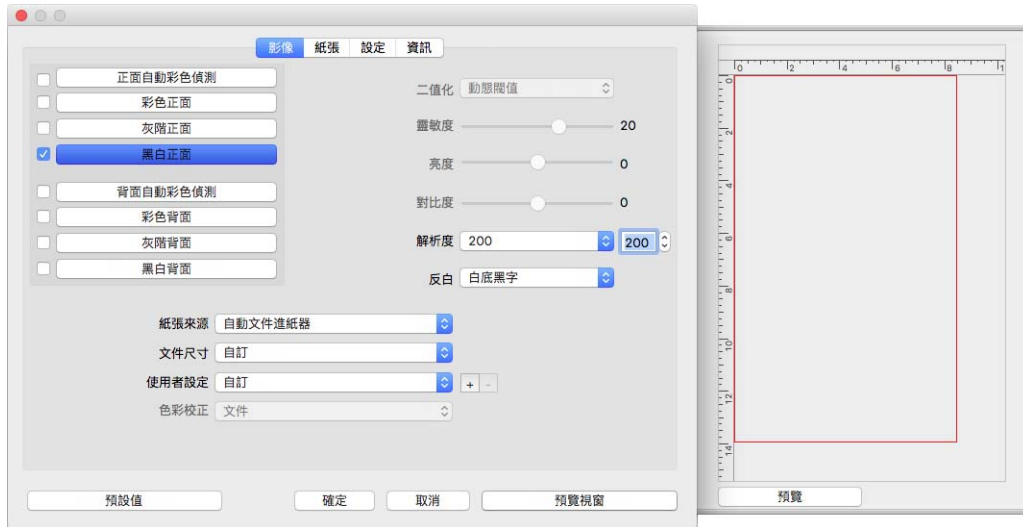 影像 紙張 設定 資訊
正面自動彩色偵測
彩色正面
灰階正面
黑白正面
背面自動彩色偵測
彩色背面
灰階背面
黑白背面
二值化 動態閥值
靈敏度 20
亮度 0
對比度 0
解析度 200 200
反白 白底黑字
紙張來源 自動文件進紙器
文件尺寸 自訂
使用者設定 自訂 + -
色彩校正 文件
預設值 確定 取消 預覽視窗
0 2 4 6 8 1
0
2
4
6
8
10
12
14
預覽